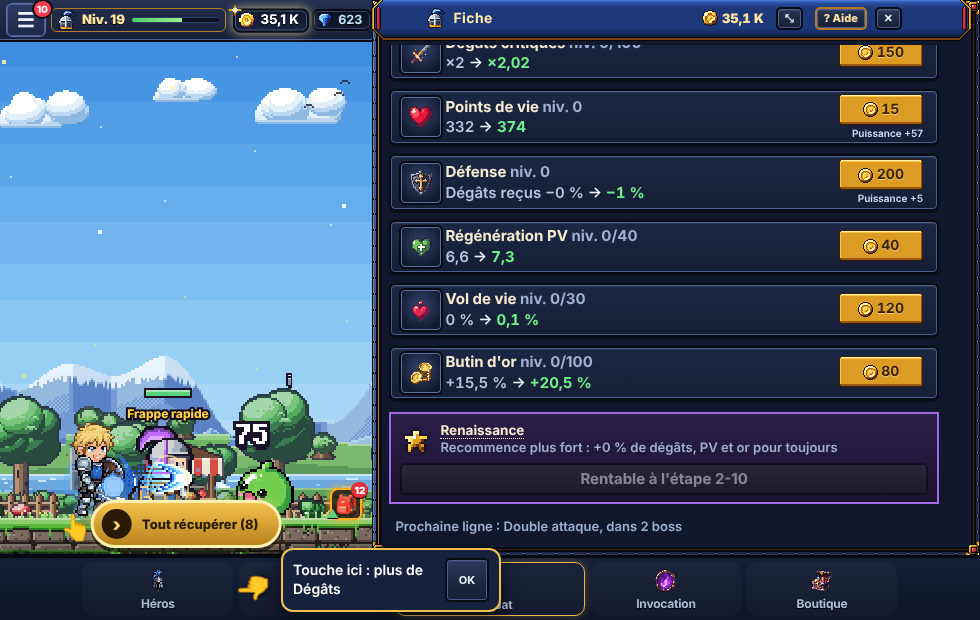 10
Niv. 19
35,1 K
623
Fiche
35,1 K
? Aide
Dégâts critiques niv. 0/100
×2 → ×2,02
150
Points de vie niv. 0
332 → 374
15
Puissance +57
Défense niv. 0
Dégâts reçus −0 % → −1 %
200
Puissance +5
Régénération PV niv. 0/40
6,6 → 7,3
40
Vol de vie niv. 0/30
0 % → 0,1 %
120
Butin d'or niv. 0/100
+15,5 % → +20,5 %
80
Renaissance
Recommence plus fort : +0 % de dégâts, PV et or pour toujours
Rentable à l'étape 2-10
Prochaine ligne : Double attaque, dans 2 boss
Frappe rapide
75
12
Tout récupérer (8)
Touche ici : plus de
Dégâts
OK
Héros
Invocation
Boutique